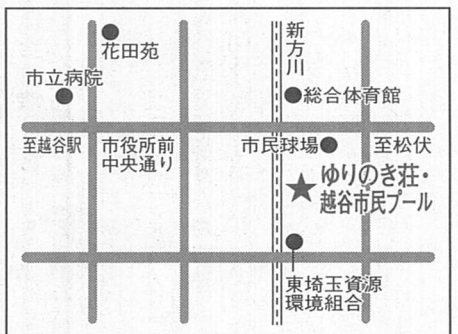 花田苑
市立病院
新方川
総合体育館
至越谷駅
市役所前
中央通り
市民球場
至松伏
ゆりのき荘・
越谷市民プール
東埼玉資源
環境組合